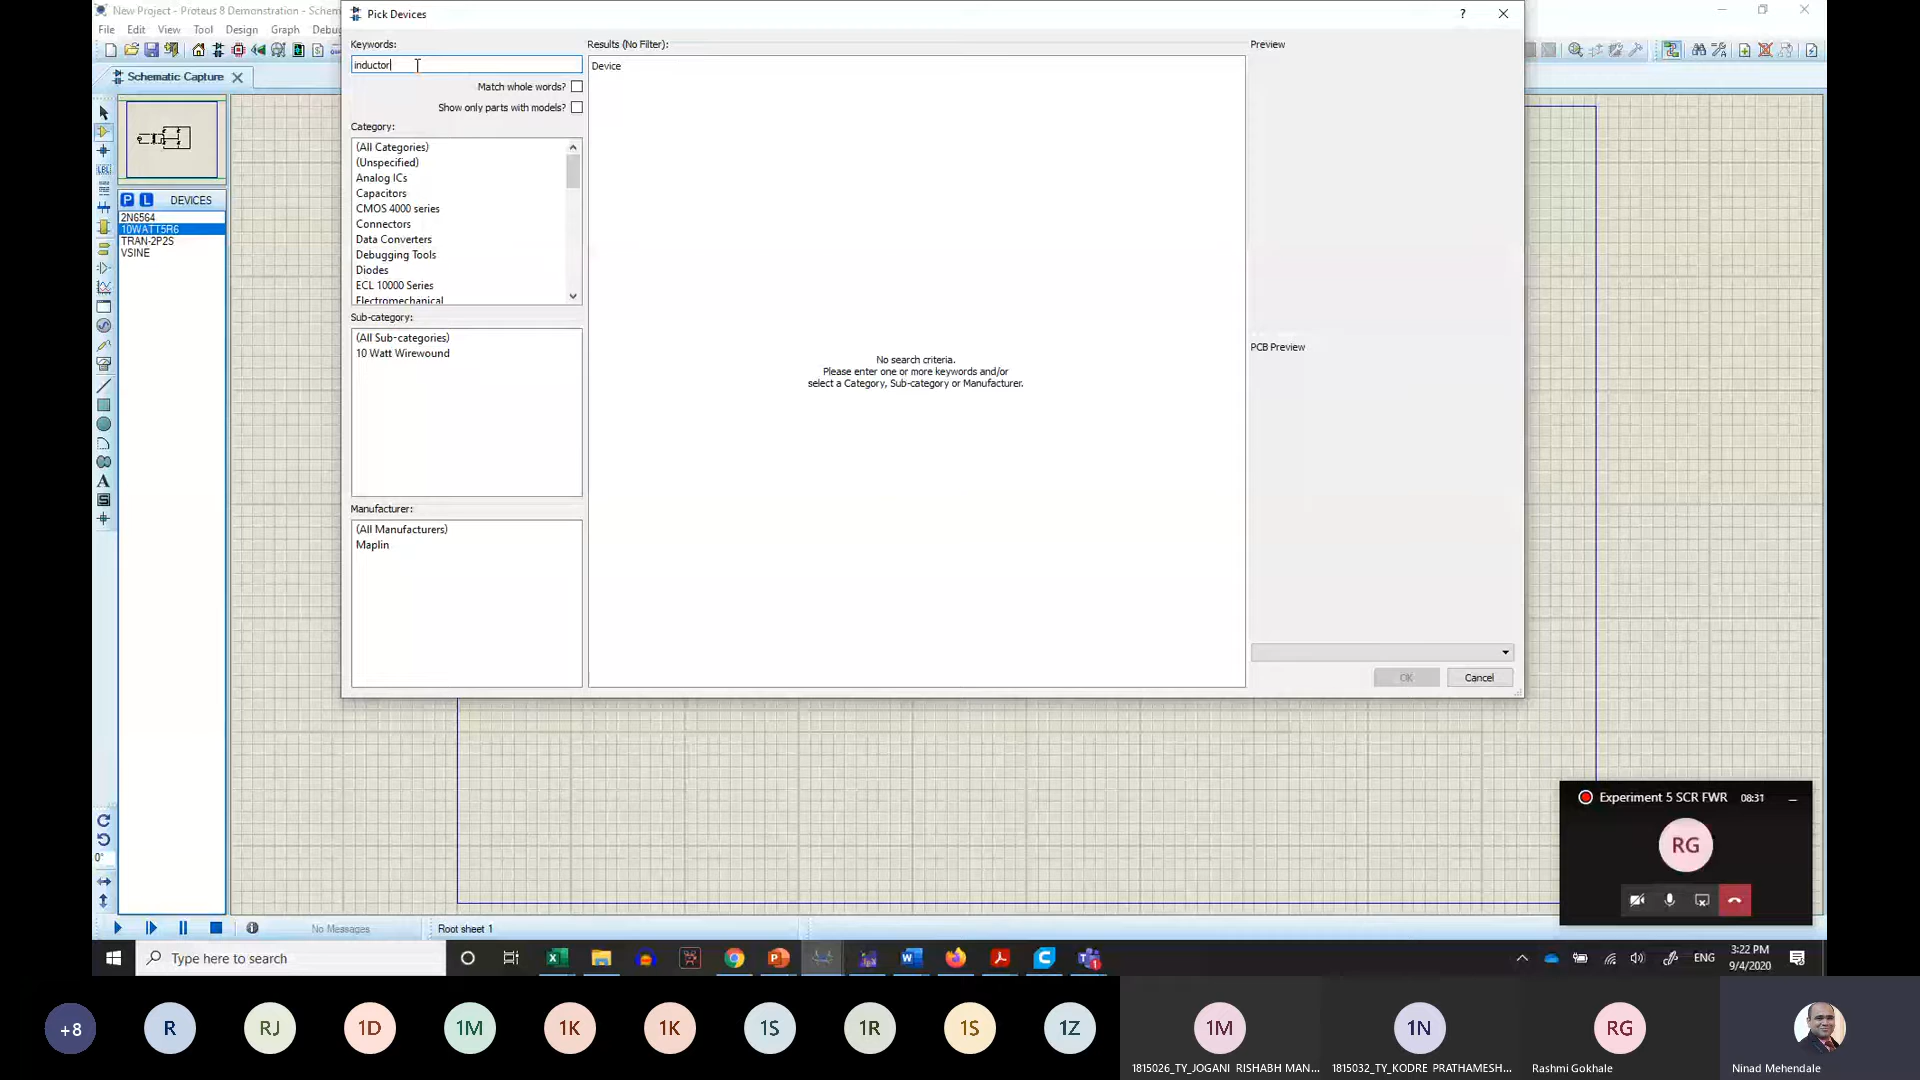 New Project - Proteus 8 Demonstration - Schem
File Edit View Tool Design Graph Debu
Schematic Capture
P L DEVICES
2N6564
10WATT5R6
TRAN-2P2S
VSINE
LBL
A
S
0°
Pick Devices
?
Keywords:
inductor
Match whole words?
Show only parts with models?
Category:
(All Categories)
(Unspecified)
Analog ICs
Capacitors
CMOS 4000 series
Connectors
Data Converters
Debugging Tools
Diodes
ECL 10000 Series
Electromechanical
Sub-category:
(All Sub-categories)
10 Watt Wirewound
Manufacturer:
(All Manufacturers)
Maplin
Results (No Filter):
Device
No search criteria.
Please enter one or more keywords and/or
select a Category, Sub-category or Manufacturer.
Preview
PCB Preview
OK
Cancel
Experiment 5 SCR FWR 08:31
RG
No Messages
Root sheet 1
Type here to search
ENG
3:22 PM
9/4/2020
+8
R
RJ
1D
1M
1K
1K
1S
1R
1S
1Z
1M
1815026_TY_JOGANI RISHABH MAN...
1N
1815032_TY_KODRE PRATHAMESH...
RG
Rashmi Gokhale
Ninad Mehendale